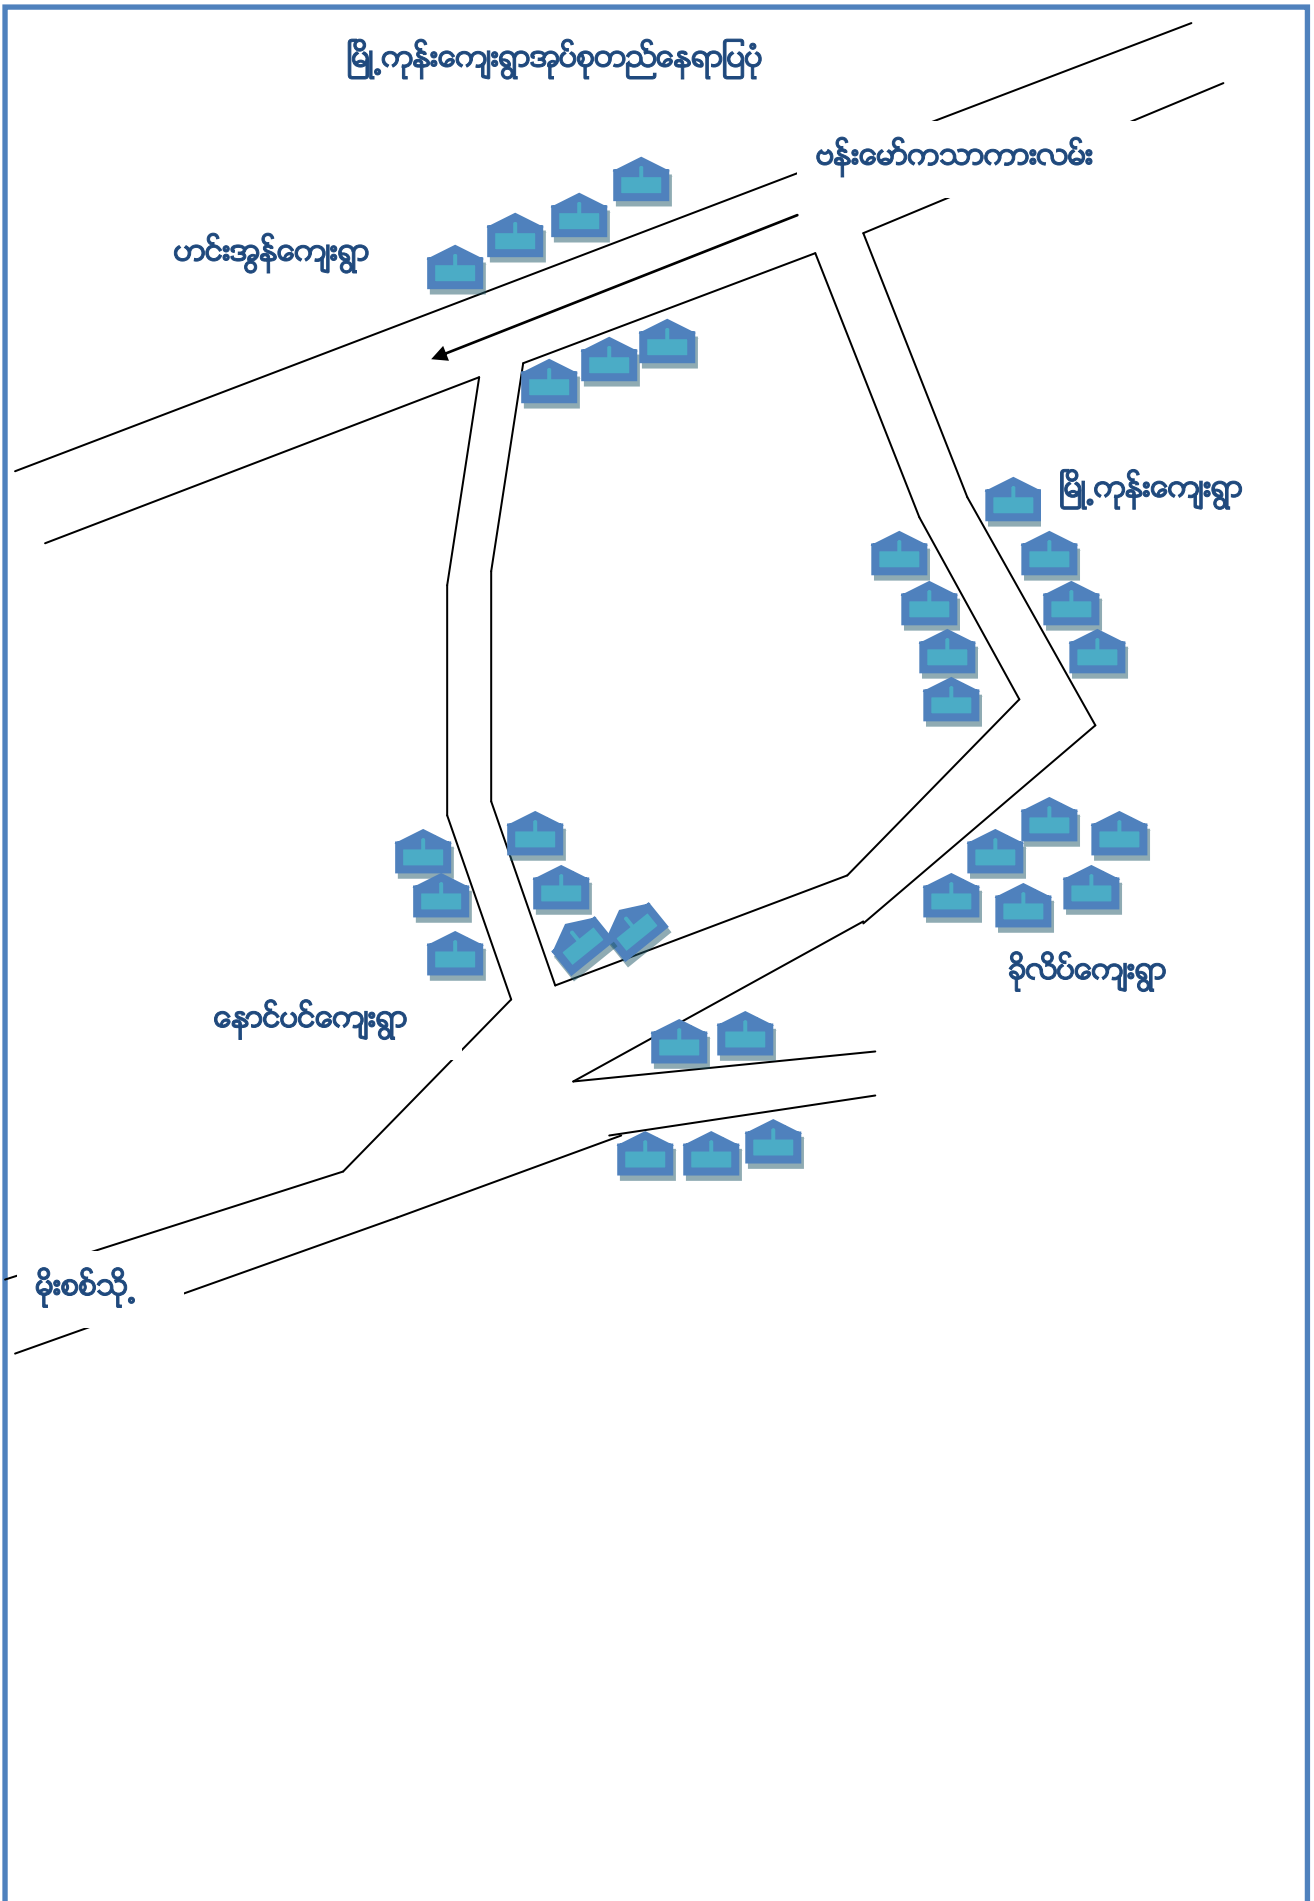 မြို့ကုန်းကျေးရွာအုပ်စုတည်နေရာပြပုံ
ဗန်းမော်ကသာကားလမ်း
ဟင်းအွန်ကျေးရွာ
မြို့ကုန်းကျေးရွာ
ခိုလိပ်ကျေးရွာ
နောင်ပင်ကျေးရွာ
မိုးစစ်သို့